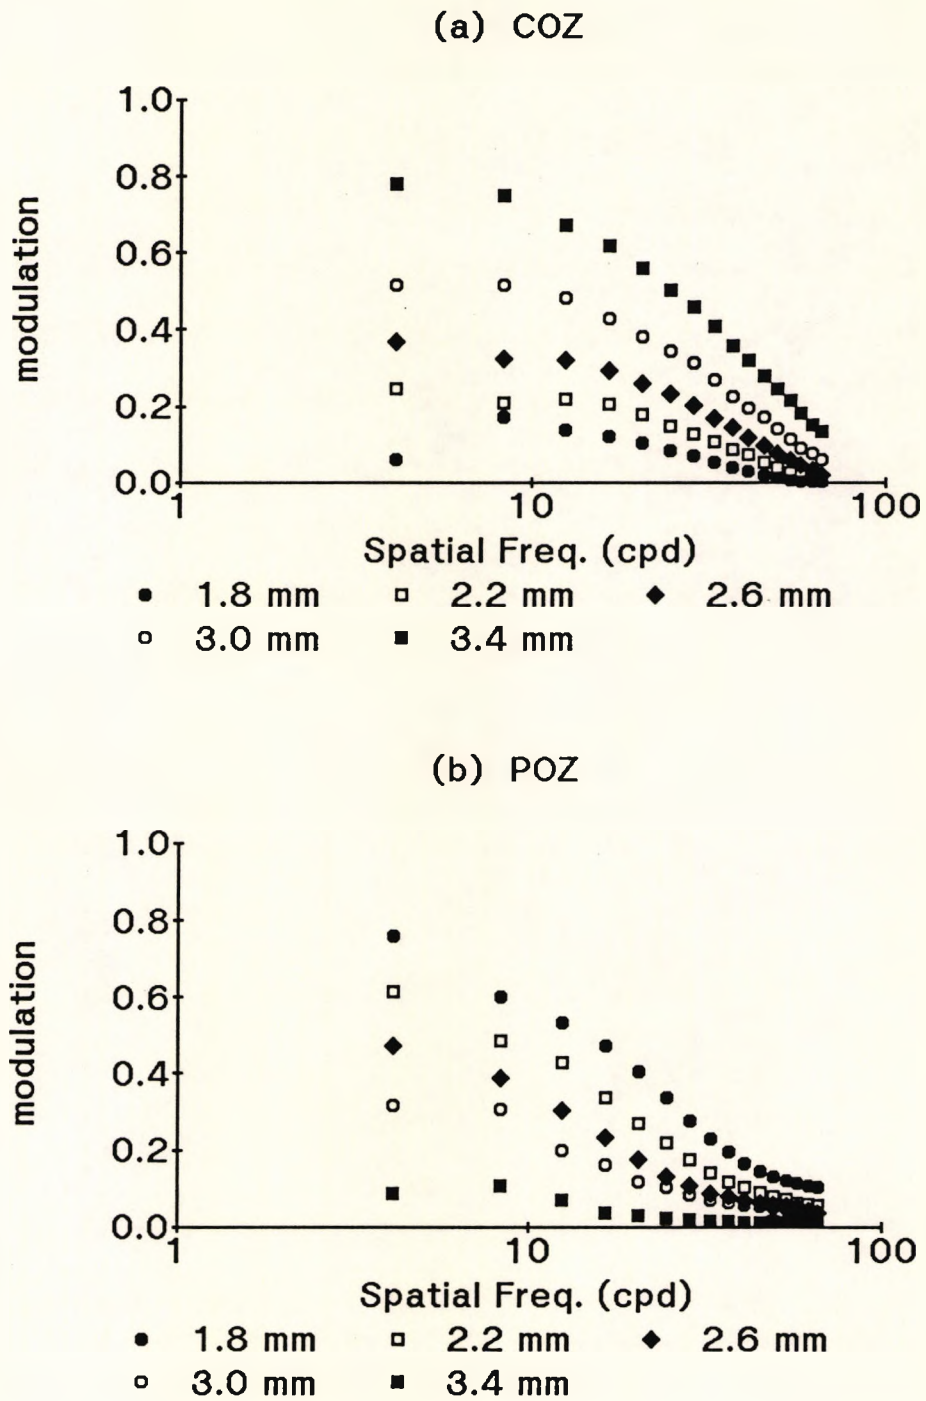 (a) COZ
modulation
1.0
0.8
0.6
0.4
0.2
0.0
1 10 100
Spatial Freq. (cpd)
1.8 mm 2.2 mm 2.6 mm
3.0 mm 3.4 mm
(b) POZ
modulation
1.0
0.8
0.6
0.4
0.2
0.0
1 10 100
Spatial Freq. (cpd)
1.8 mm 2.2 mm 2.6 mm
3.0 mm 3.4 mm